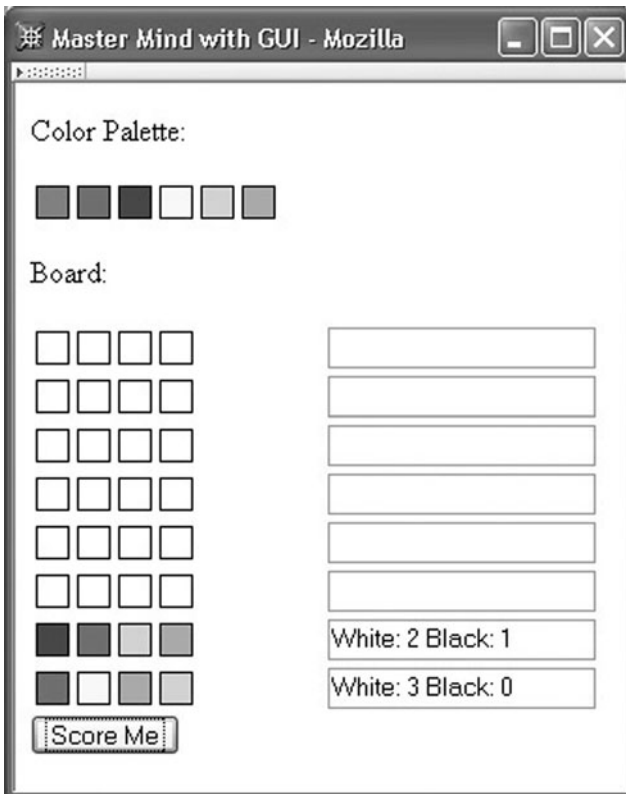 Master Mind with GUI - Mozilla
Color Palette:
Board:
White: 2 Black: 1
White: 3 Black: 0
Score Me